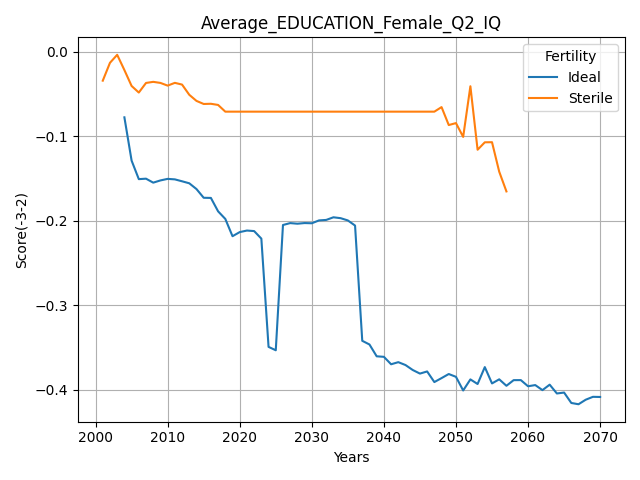 Average_EDUCATION_Female_Q2_IQ
Fertility
Ideal
Sterile
Score(-3-2)
0.0
−0.1
−0.2
−0.3
−0.4
2000 2010 2020 2030 2040 2050 2060 2070
Years